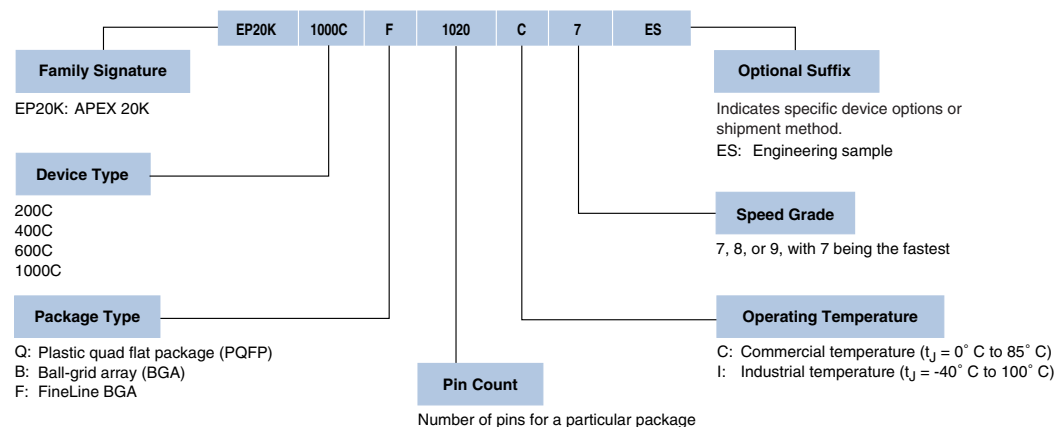 EP20K 1000C F 1020 C 7 ES
Family Signature
EP20K: APEX 20K
Optional Suffix
Indicates specific device options or
shipment method.
ES: Engineering sample
Device Type
200C
400C
600C
1000C
Speed Grade
7, 8, or 9, with 7 being the fastest
Package Type
Q: Plastic quad flat package (PQFP)
B: Ball-grid array (BGA)
F: FineLine BGA
Operating Temperature
C: Commercial temperature (tJ = 0° C to 85° C)
I: Industrial temperature (tJ = -40° C to 100° C)
Pin Count
Number of pins for a particular package